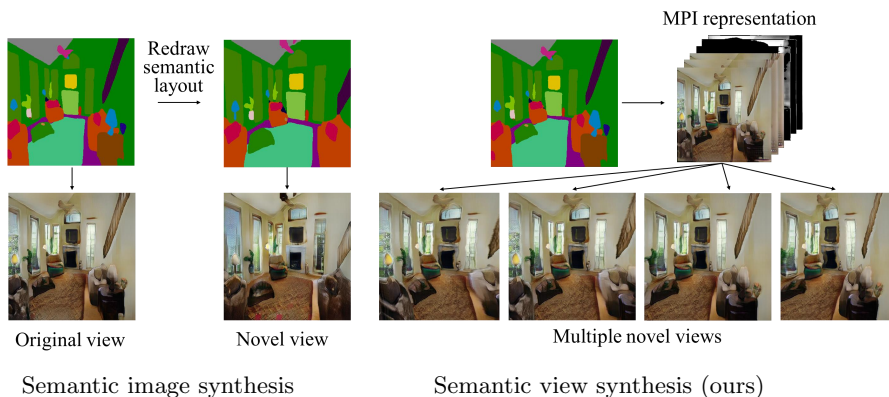 MPI representation
Redraw
semantic
layout
Original view
Novel view
Multiple novel views
Semantic image synthesis
Semantic view synthesis (ours)